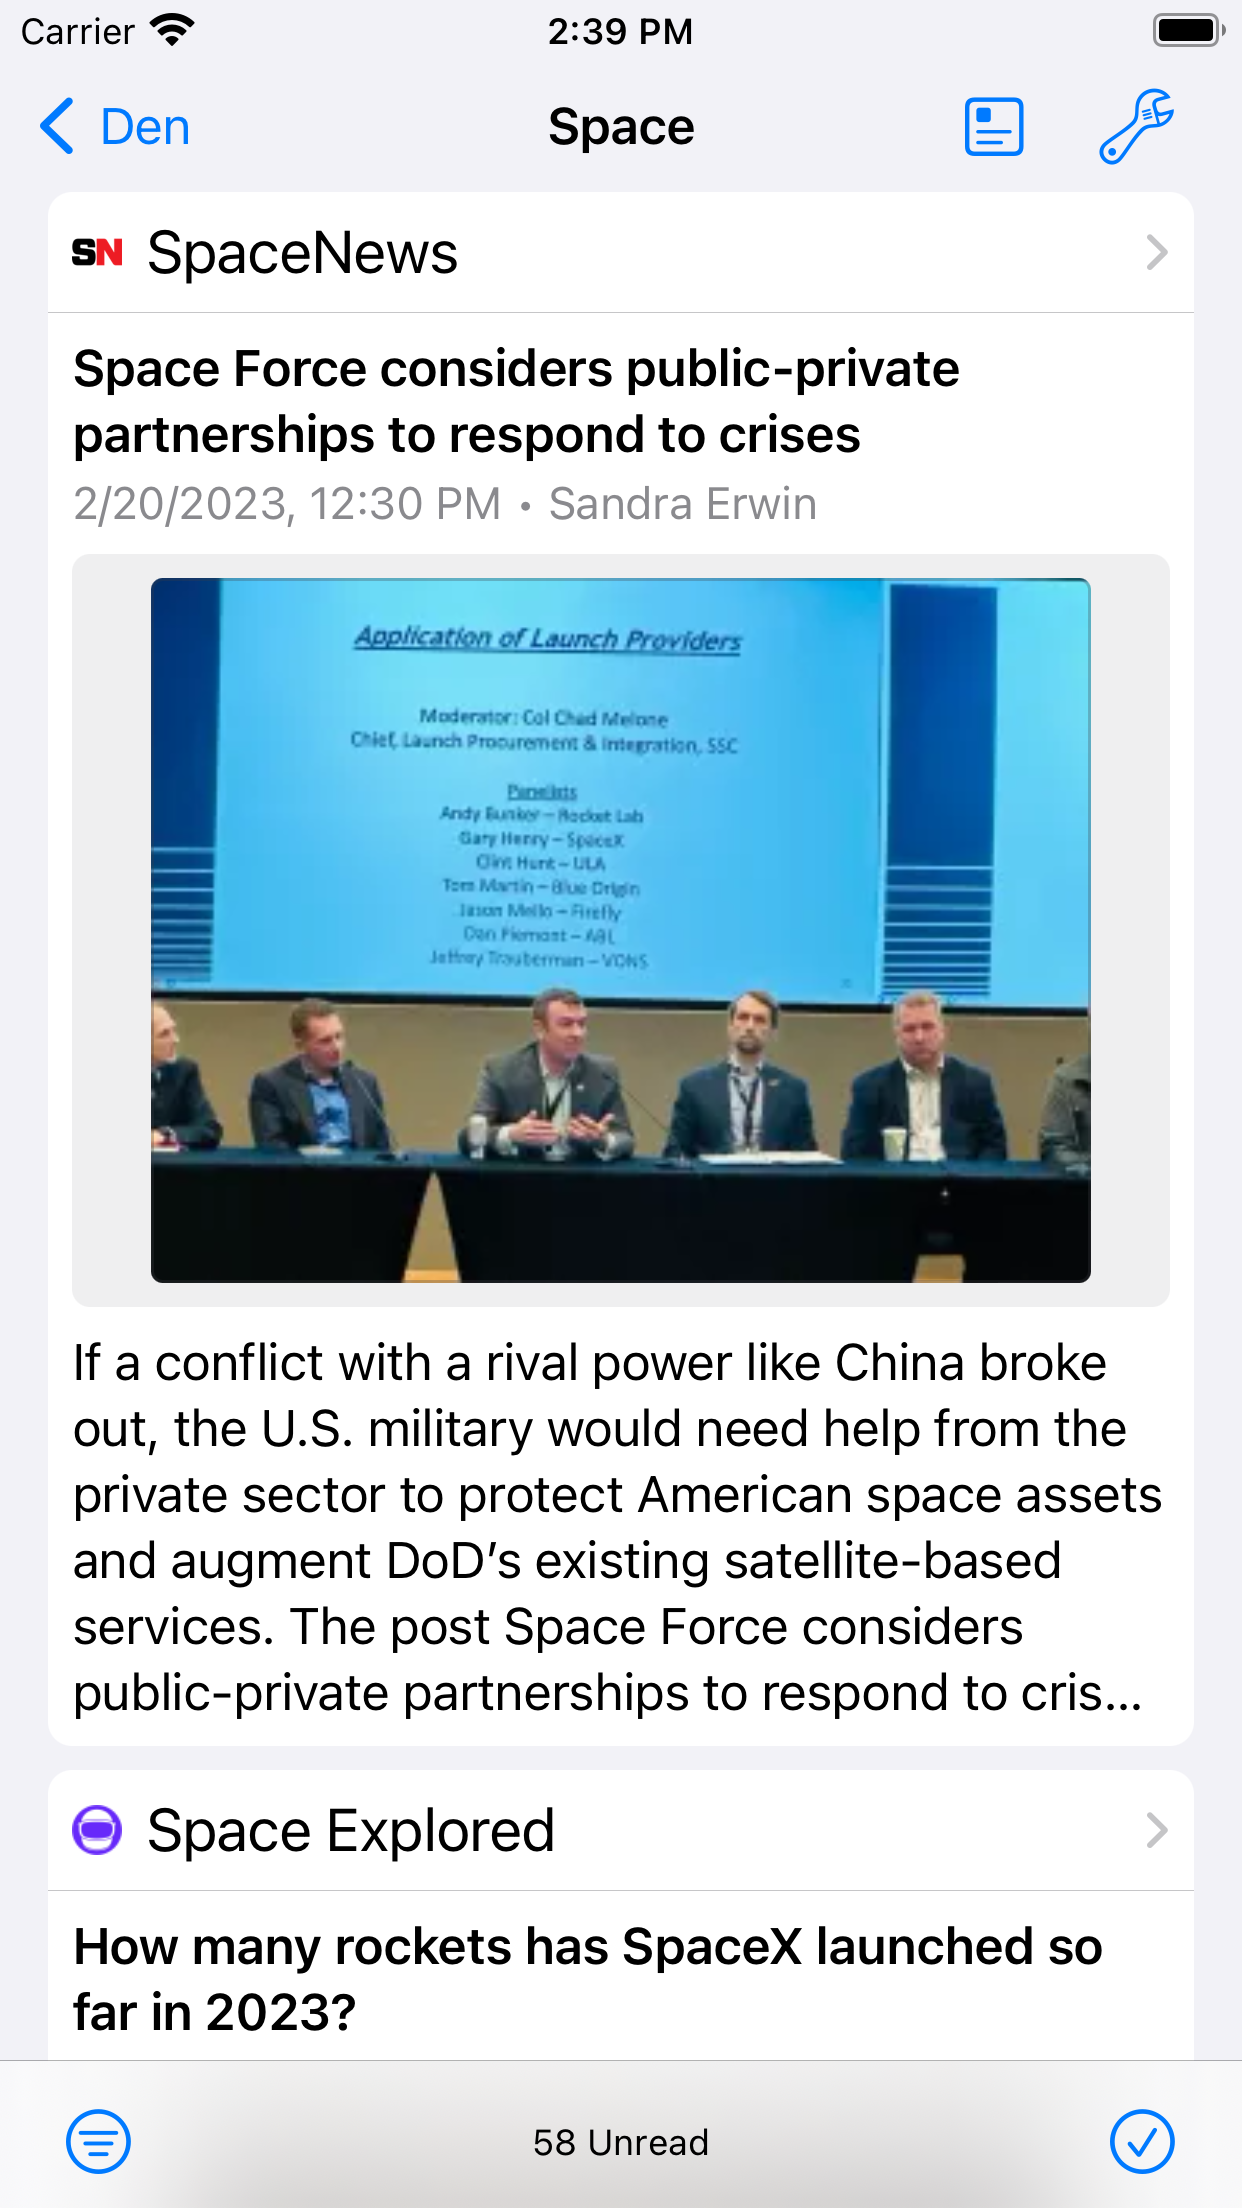 Carrier 2:39 PM
Den Space
SN SpaceNews
Space Force considers public-private
partnerships to respond to crises
2/20/2023, 12:30 PM • Sandra Erwin
Application of Launch Providers
Moderator: Col Chad Melone
Chief, Launch Procurement & Integration, SSC
Panelists
Andy Bunker – Rocket Lab
Gary Henry – SpaceX
Clint Hunt – ULA
Tom Martin – Blue Origin
Jason Mello – Firefly
Dan Piemont – ABL
Jeffrey Trauberman – VONS
If a conflict with a rival power like China broke
out, the U.S. military would need help from the
private sector to protect American space assets
and augment DoD’s existing satellite-based
services. The post Space Force considers
public-private partnerships to respond to cris...
Space Explored
How many rockets has SpaceX launched so
far in 2023?
58 Unread